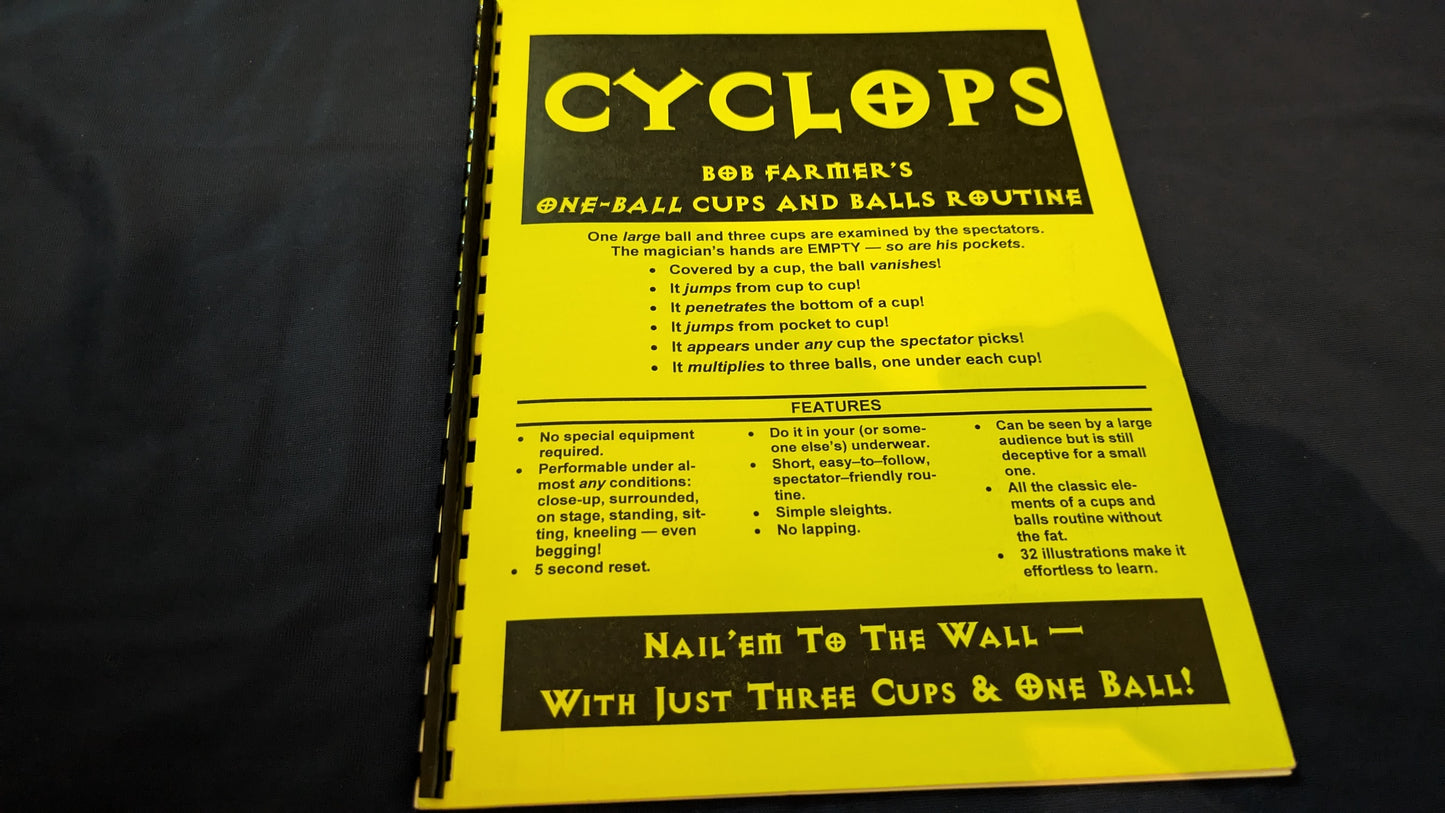 CYCLOPS
BOB FARMER'S
ONE-BALL CUPS AND BALLS ROUTINE
One large ball and three cups are examined by the spectators.
The magician's hands are EMPTY — so are his pockets.
• Covered by a cup, the ball vanishes!
• It jumps from cup to cup!
• It penetrates the bottom of a cup!
• It jumps from pocket to cup!
• It appears under any cup the spectator picks!
• It multiplies to three balls, one under each cup!
FEATURES
• No special equipment
required.
• Performable under al-
most any conditions:
close-up, surrounded,
on stage, standing, sit-
ting, kneeling — even
begging!
• 5 second reset.
• Do it in your (or some-
one else's) underwear.
• Short, easy–to–follow,
spectator–friendly rou-
tine.
• Simple sleights.
• No lapping.
• Can be seen by a large
audience but is still
deceptive for a small
one.
• All the classic ele-
ments of a cups and
balls routine without
the fat.
• 32 illustrations make it
effortless to learn.
NAIL'EM TO THE WALL —
WITH JUST THREE CUPS & ONE BALL!